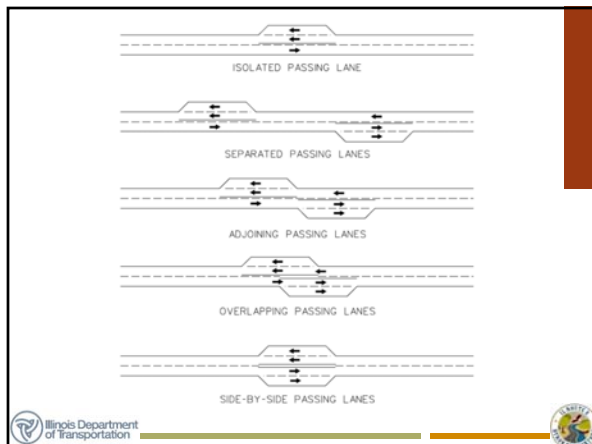 ISOLATED PASSING LANE
SEPARATED PASSING LANES
ADJOINING PASSING LANES
OVERLAPPING PASSING LANES
SIDE-BY-SIDE PASSING LANES
Illinois Department
of Transportation